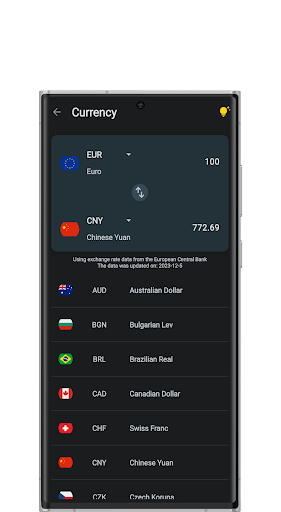 Currency
EUR
100
Euro
CNY
772.69
Chinese Yuan
Using exchange rate data from the European Central Bank
The data was updated on: 2023-12-5
AUD Australian Dollar
BGN Bulgarian Lev
BRL Brazilian Real
CAD Canadian Dollar
CHF Swiss Franc
CNY Chinese Yuan
CZK Czech Koruna